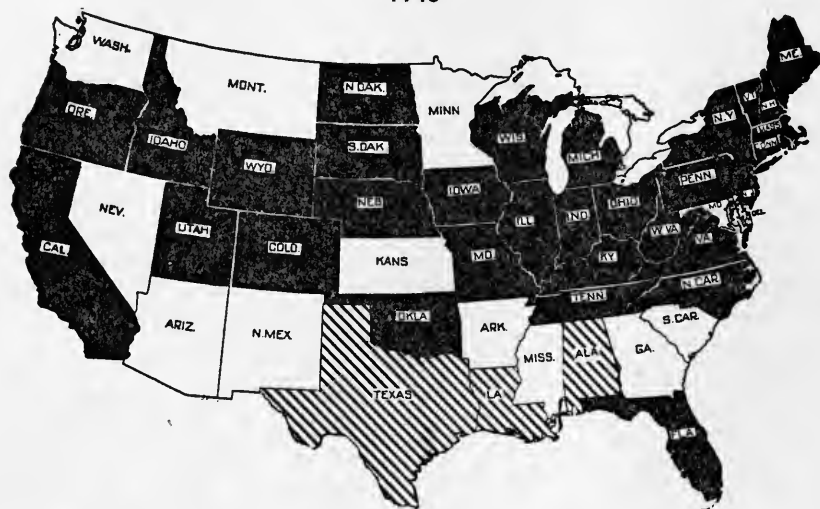 WASH.
MONT.
N.DAK.
MINN
ME.
VT.
N.H.
ORE.
IDAHO
WYO.
S.DAK
WIS
MICH
N.Y
MASS
CONN
NEV.
UTAH
COLO.
NEB
IOWA
ILL
IND
OHIO
PENN
N.J
MD.
DEL
CAL.
KANS
MO.
KY
W.VA
VA.
ARIZ.
N.MEX.
OKLA
ARK.
TENN
N.CAR.
S.CAR.
TEXAS
LA
MISS.
ALA.
GA.
FLA.